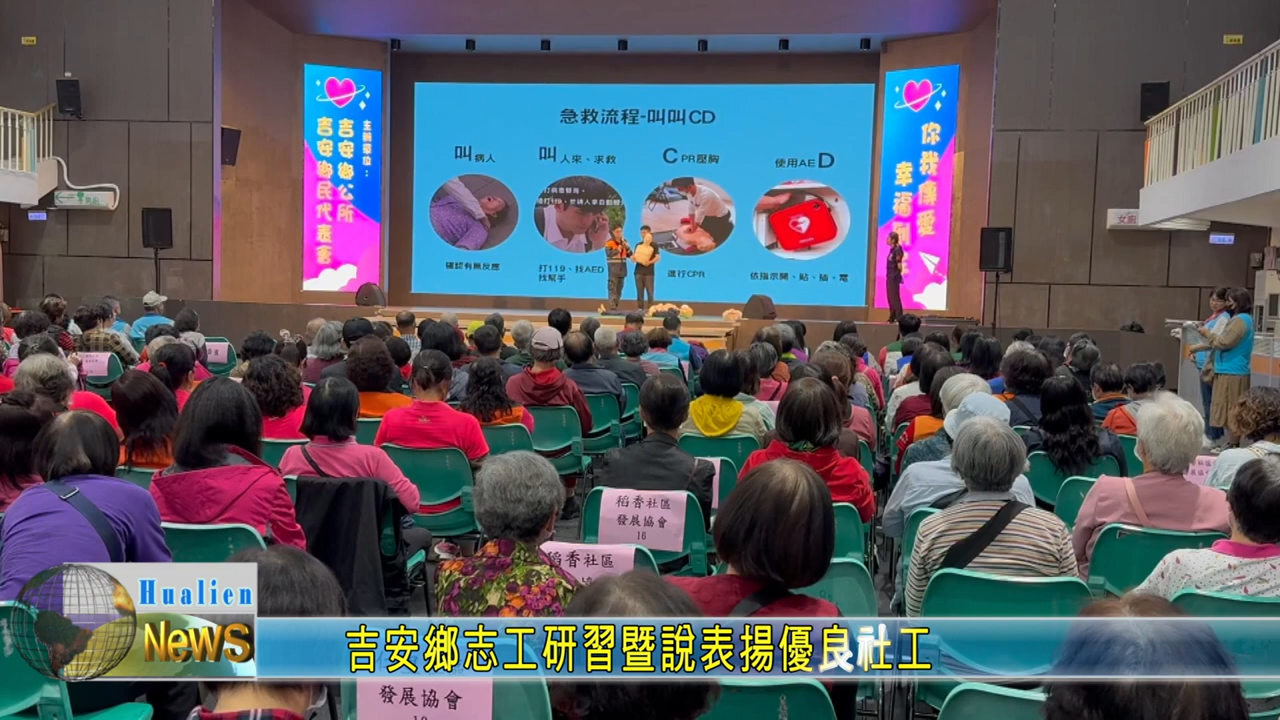 急救流程-叫叫CD
叫病人
叫人來、求救
CPR壓胸
使用AED
確認有無反應
打119、找AED
找幫手
進行CPR
依指示開、貼、插、電
主辦單位：
吉安鄉公所
吉安鄉民代表會
你我康愛
幸福
女廁
稻香社區
發展協會
16
稻香社區
發展協會
Hualien
News
吉安鄉志工研習暨說表揚優良社工